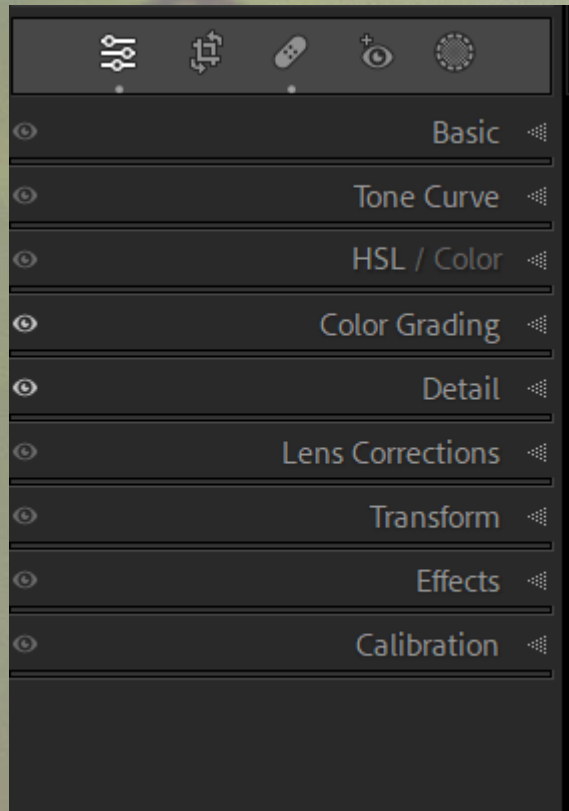 Basic
Tone Curve
HSL / Color
Color Grading
Detail
Lens Corrections
Transform
Effects
Calibration